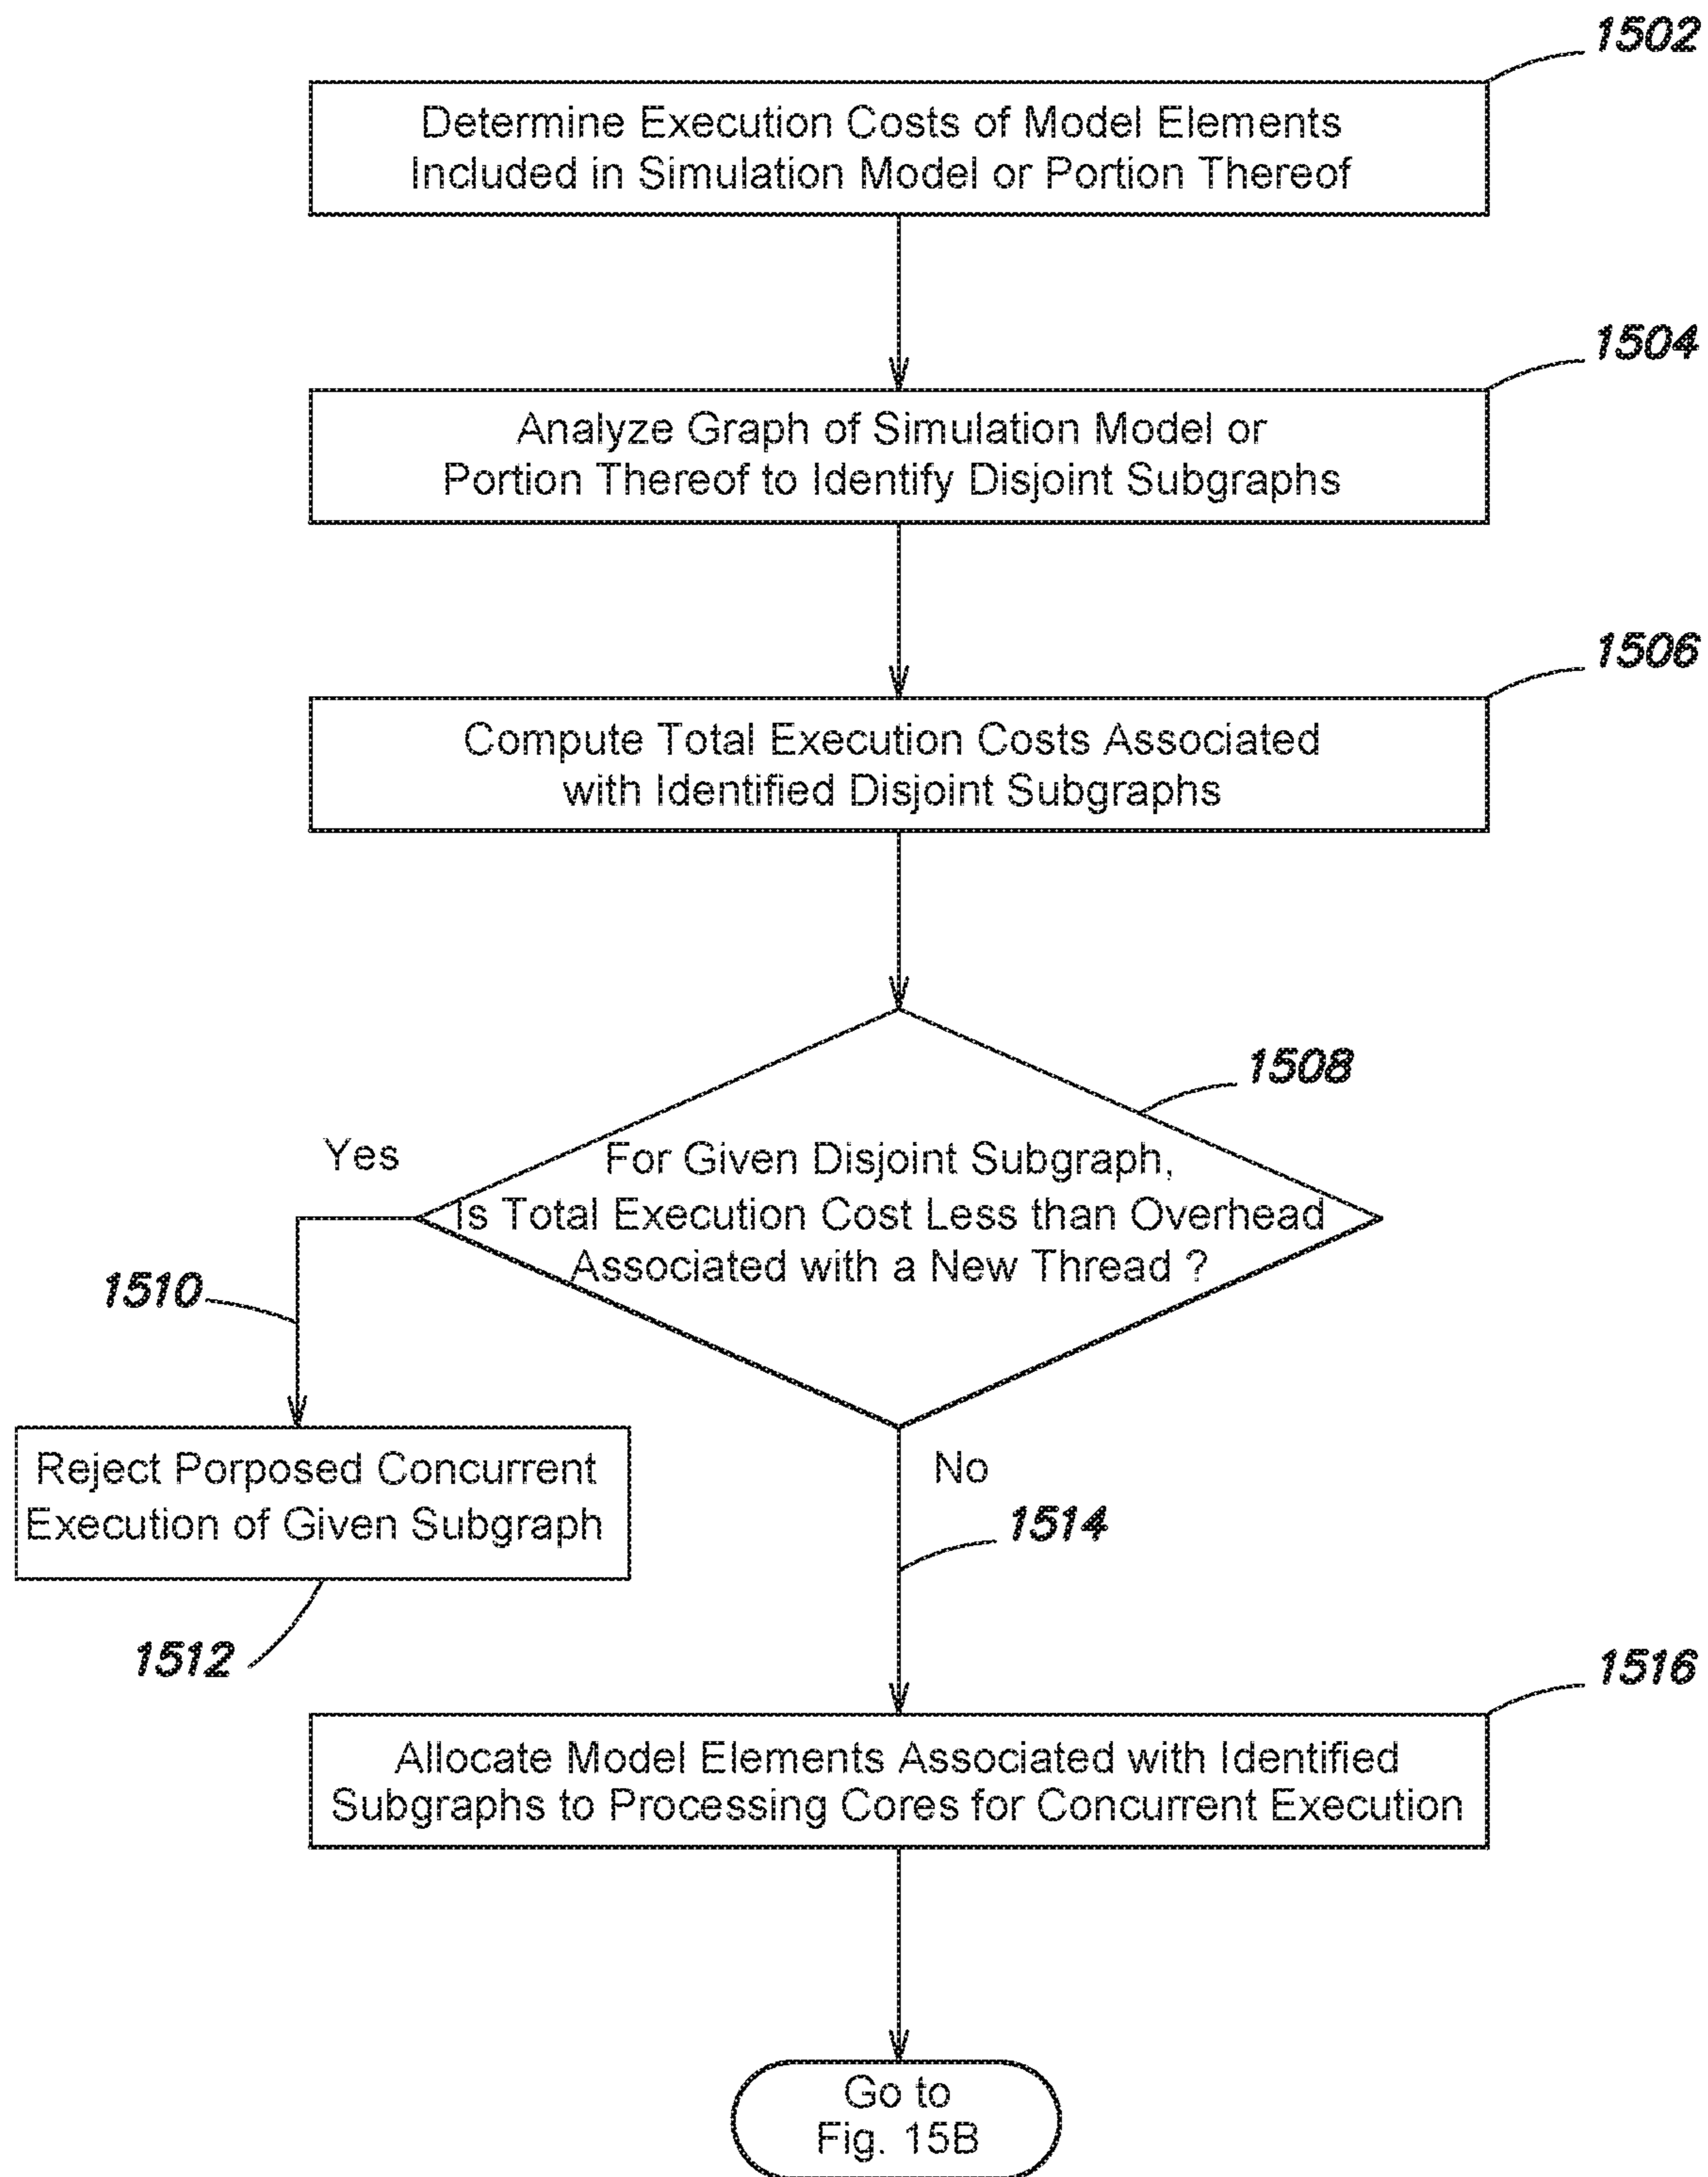 1502
Determine Execution Costs of Model Elements
Included in Simulation Model or Portion Thereof
1504
Analyze Graph of Simulation Model or
Portion Thereof to Identify Disjoint Subgraphs
1506
Compute Total Execution Costs Associated
with Identified Disjoint Subgraphs
1508
Yes
For Given Disjoint Subgraph,
Is Total Execution Cost Less than Overhead
Associated with a New Thread ?
1510
Reject Porposed Concurrent
Execution of Given Subgraph
No
1514
1512
1516
Allocate Model Elements Associated with Identified
Subgraphs to Processing Cores for Concurrent Execution
Go to
Fig. 15B